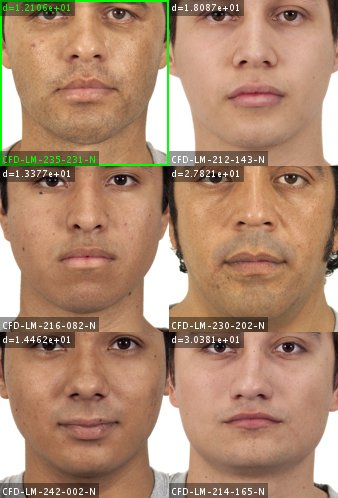 d=1.2106e+01
d=1.8087e+01
CFD-LM-235-231-N
CFD-LM-212-143-N
d=1.3377e+01
d=2.7821e+01
CFD-LM-216-082-N
CFD-LM-230-202-N
d=1.4462e+01
d=3.0381e+01
CFD-LM-242-002-N
CFD-LM-214-165-N